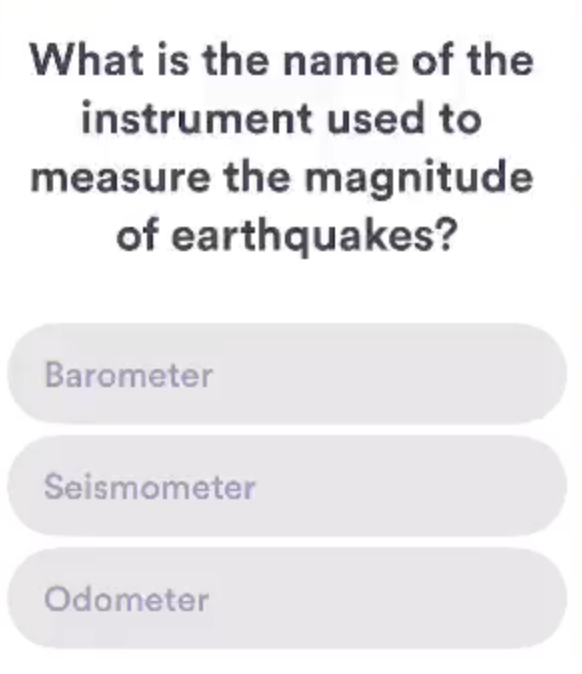 What is the name of the
instrument used to
measure the magnitude
of earthquakes?
Barometer
Seismometer
Odometer